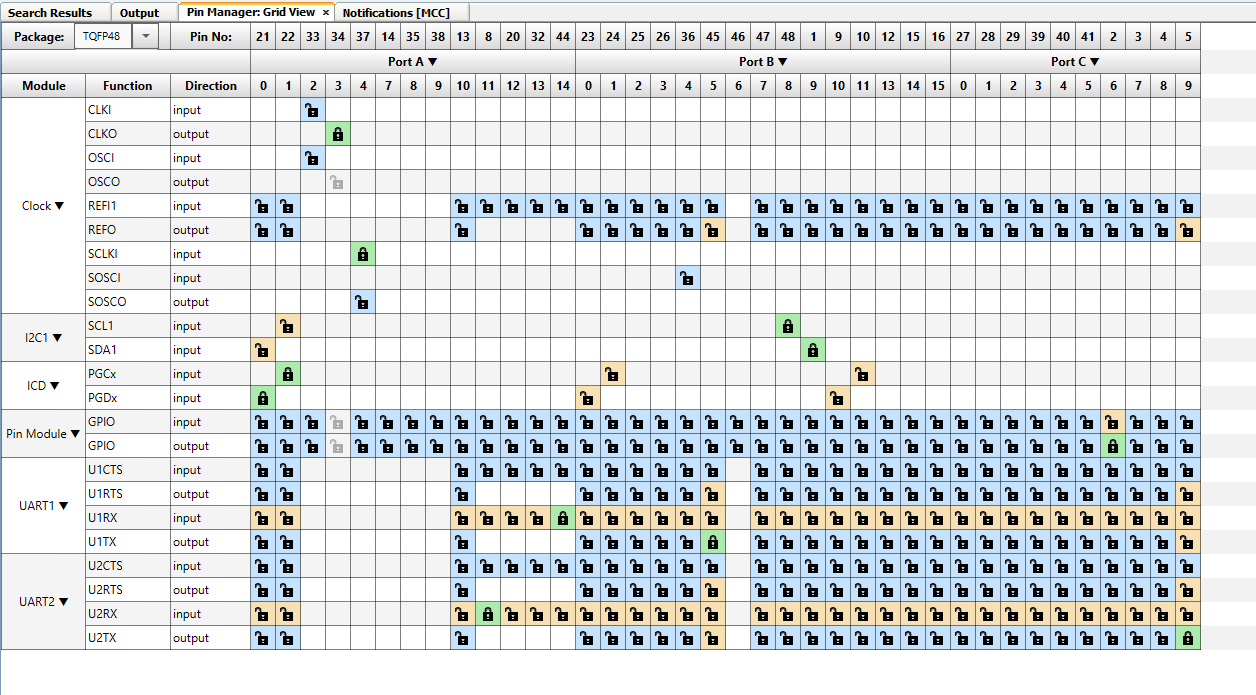 Search Results Output Pin Manager: Grid View × Notifications [MCC]
Package: TQFP48 Pin No: 21 22 33 34 37 14 35 38 13 8 20 32 44 23 24 25 26 36 45 46 47 48 1 9 10 12 15 16 27 28 29 39 40 41 2 3 4 5
Port A ▼ Port B ▼ Port C ▼
Module Function Direction 0 1 2 3 4 7 8 9 10 11 12 13 14 0 1 2 3 4 5 6 7 8 9 10 11 13 14 15 0 1 2 3 4 5 6 7 8 9
Clock ▼
CLKI input
CLKO output
OSCI input
OSCO output
REFI1 input
REFO output
SCLKI input
SOSCI input
SOSCO output
I2C1 ▼
SCL1 input
SDA1 input
ICD ▼
PGCx input
PGDx input
Pin Module ▼
GPIO input
GPIO output
UART1 ▼
U1CTS input
U1RTS output
U1RX input
U1TX output
UART2 ▼
U2CTS input
U2RTS output
U2RX input
U2TX output